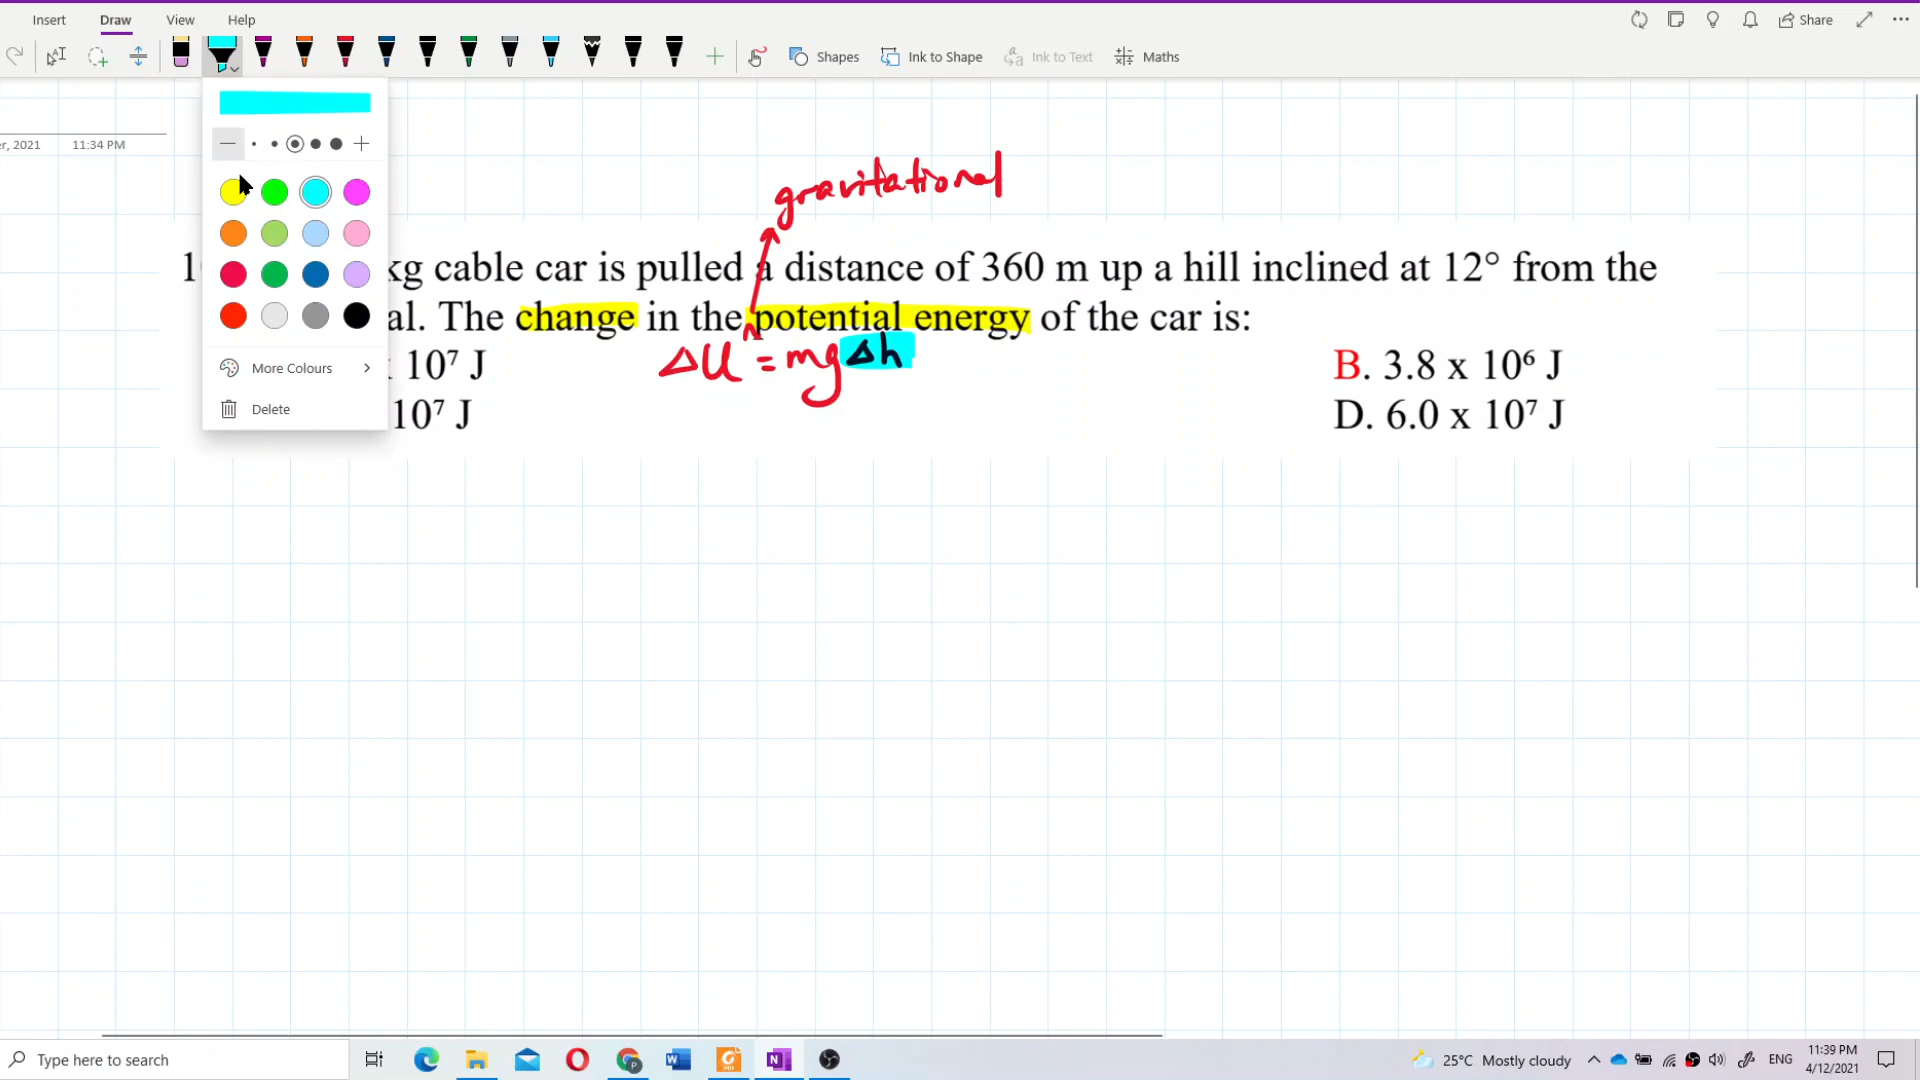 Insert Draw View Help
Share
Shapes Ink to Shape Ink to Text Maths
r, 2021 11:34 PM
gravitational
kg cable car is pulled a distance of 360 m up a hill inclined at 12° from the
al. The change in the potential energy of the car is:
ΔU = mgΔh
10⁷ J
B. 3.8 x 10⁶ J
10⁷ J
D. 6.0 x 10⁷ J
More Colours
Delete
Type here to search
25°C Mostly cloudy
ENG
11:39 PM
4/12/2021